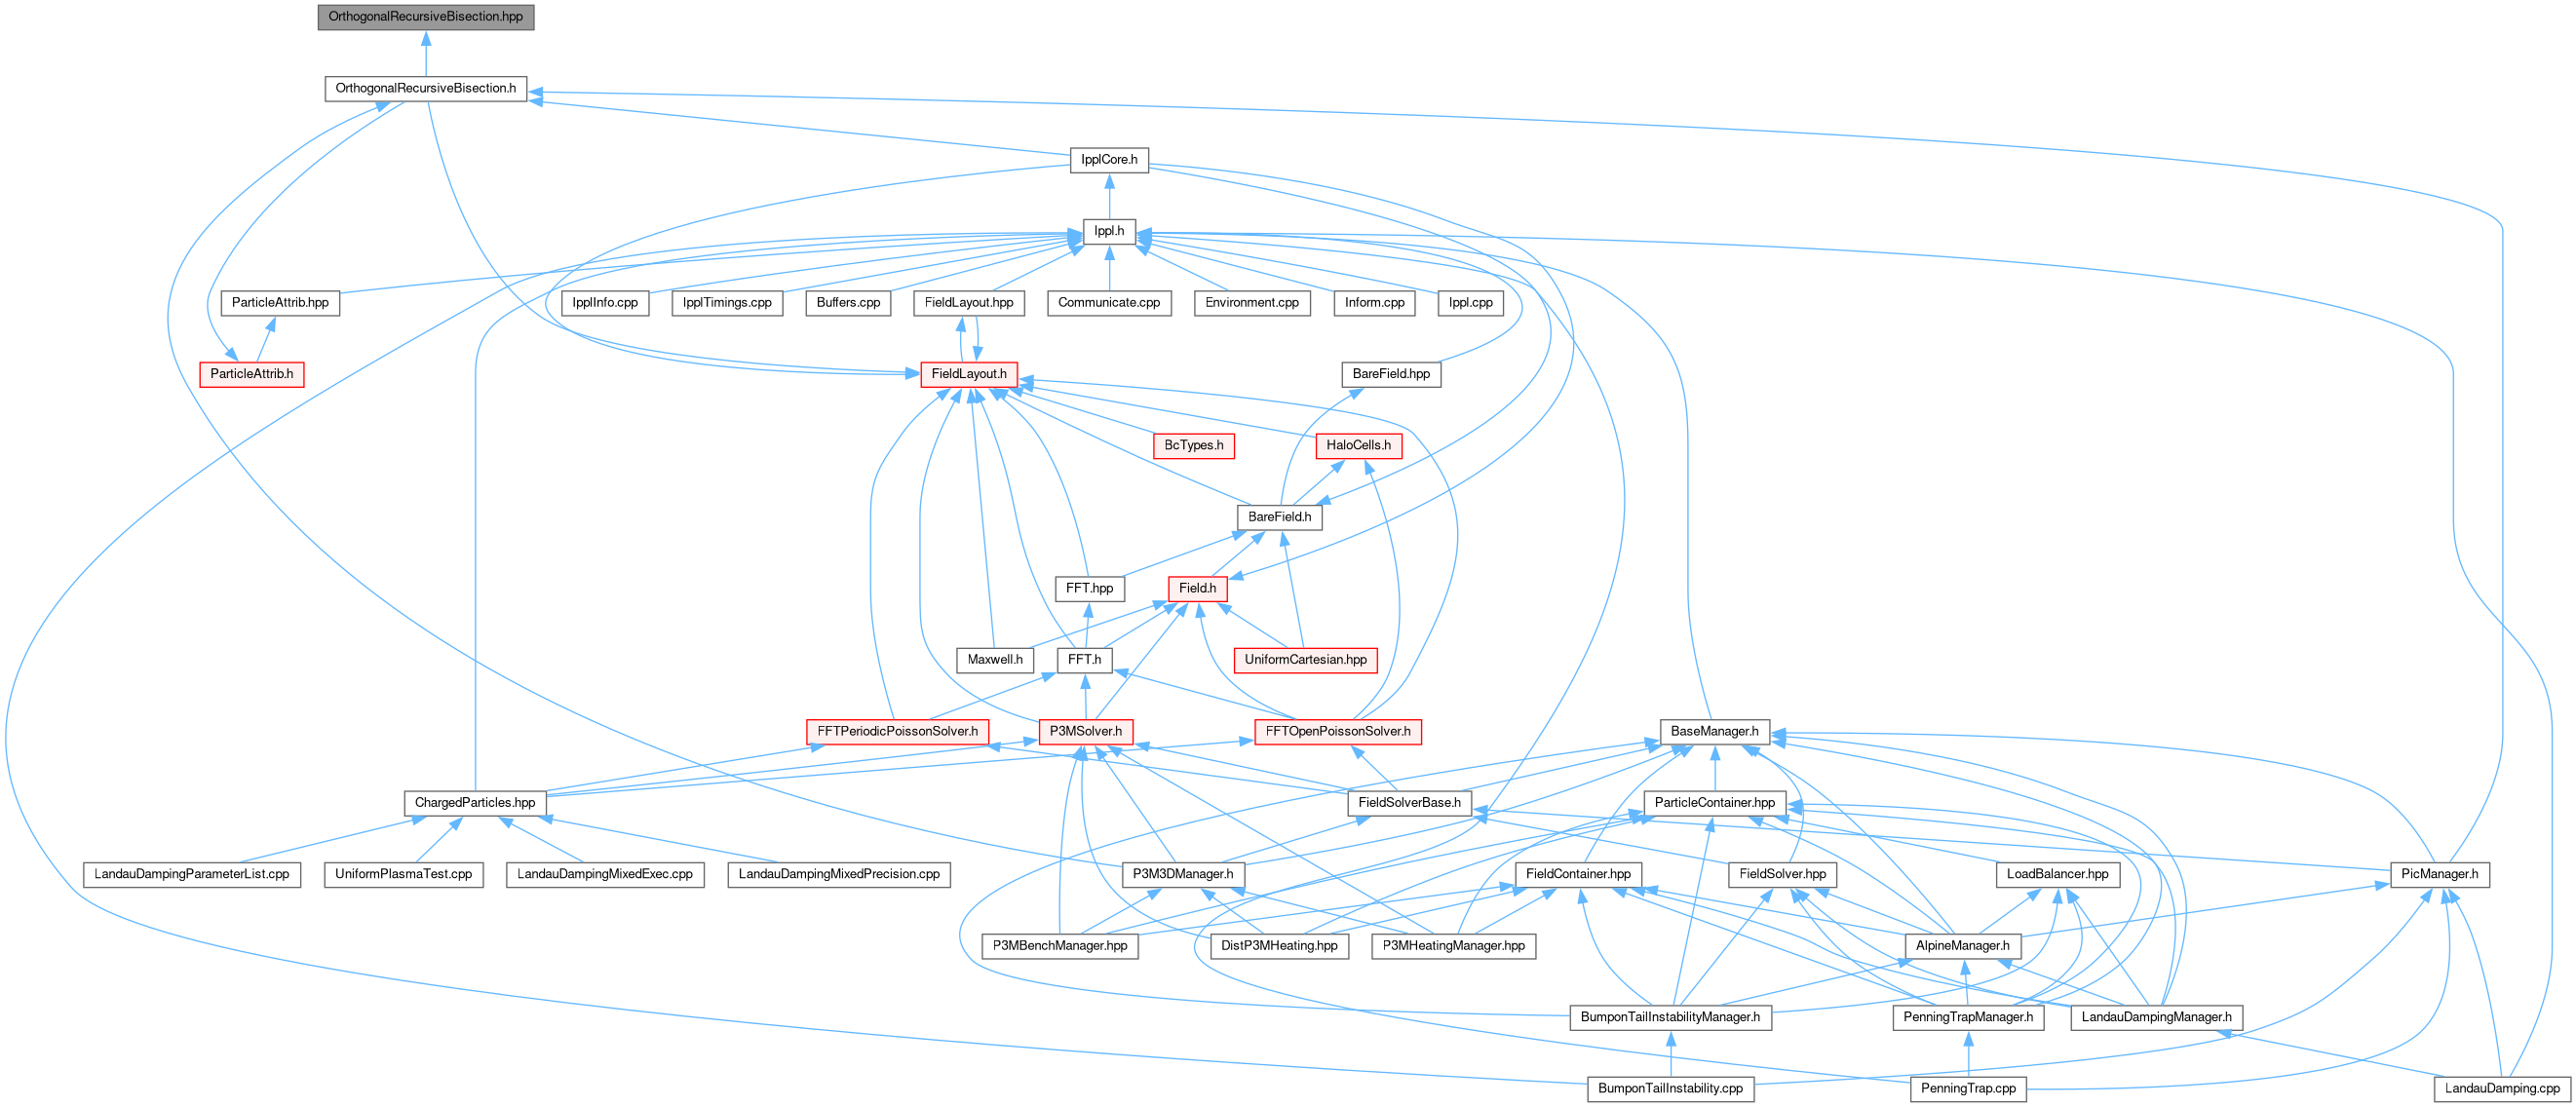 OrthogonalRecursiveBisection.hpp
OrthogonalRecursiveBisection.h
IpplCore.h
Ippl.h
ParticleAttrib.hpp
IpplInfo.cpp
IpplTimings.cpp
Buffers.cpp
FieldLayout.hpp
Communicate.cpp
Environment.cpp
Inform.cpp
Ippl.cpp
ParticleAttrib.h
FieldLayout.h
BareField.hpp
BcTypes.h
HaloCells.h
BareField.h
FFT.hpp
Field.h
Maxwell.h
FFT.h
UniformCartesian.hpp
FFTPeriodicPoissonSolver.h
P3MSolver.h
FFTOpenPoissonSolver.h
BaseManager.h
ChargedParticles.hpp
FieldSolverBase.h
ParticleContainer.hpp
LandauDampingParameterList.cpp
UniformPlasmaTest.cpp
LandauDampingMixedExec.cpp
LandauDampingMixedPrecision.cpp
P3M3DManager.h
FieldContainer.hpp
FieldSolver.hpp
LoadBalancer.hpp
PicManager.h
P3MBenchManager.hpp
DistP3MHeating.hpp
P3MHeatingManager.hpp
AlpineManager.h
BumponTailInstabilityManager.h
PenningTrapManager.h
LandauDampingManager.h
BumponTailInstability.cpp
PenningTrap.cpp
LandauDamping.cpp